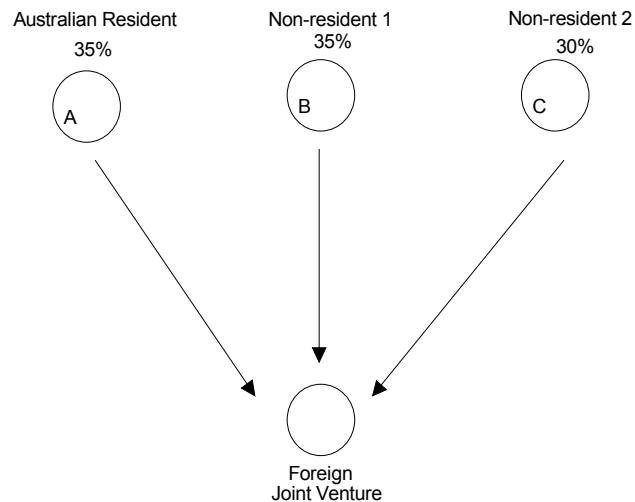 Australian Resident
35%
Non-resident 1
35%
Non-resident 2
30%
A
B
C
Foreign
Joint Venture